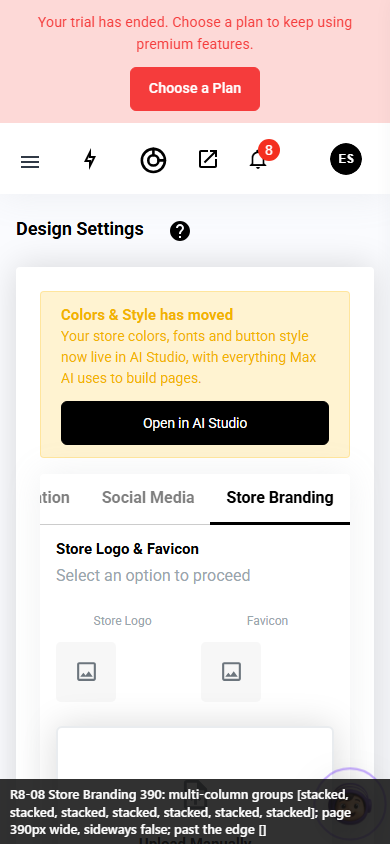 Your trial has ended. Choose a plan to keep using
premium features.
Choose a Plan
8
ES
Design Settings
?
Colors & Style has moved
Your store colors, fonts and button style
now live in AI Studio, with everything Max
AI uses to build pages.
Open in AI Studio
tion
Social Media
Store Branding
Store Logo & Favicon
Select an option to proceed
Store Logo
Favicon
R8-08 Store Branding 390: multi-column groups [stacked,
stacked, stacked, stacked, stacked, stacked, stacked]; page
390px wide, sideways false; past the edge []
Upload Manually